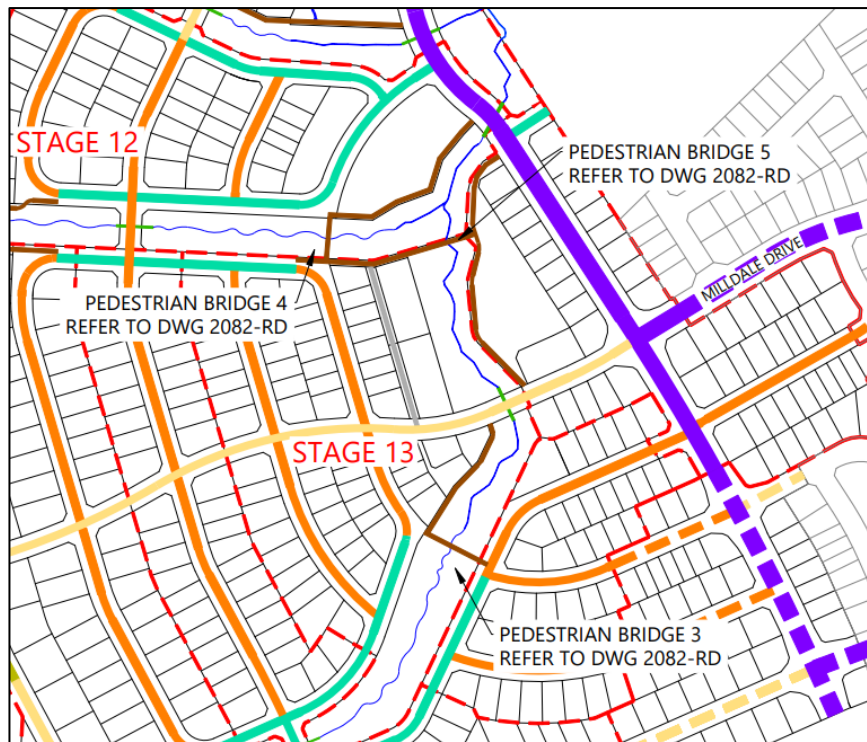 STAGE 12
PEDESTRIAN BRIDGE 5
REFER TO DWG 2082-RD
MILLDALE DRIVE
PEDESTRIAN BRIDGE 4
REFER TO DWG 2082-RD
STAGE 13
PEDESTRIAN BRIDGE 3
REFER TO DWG 2082-RD